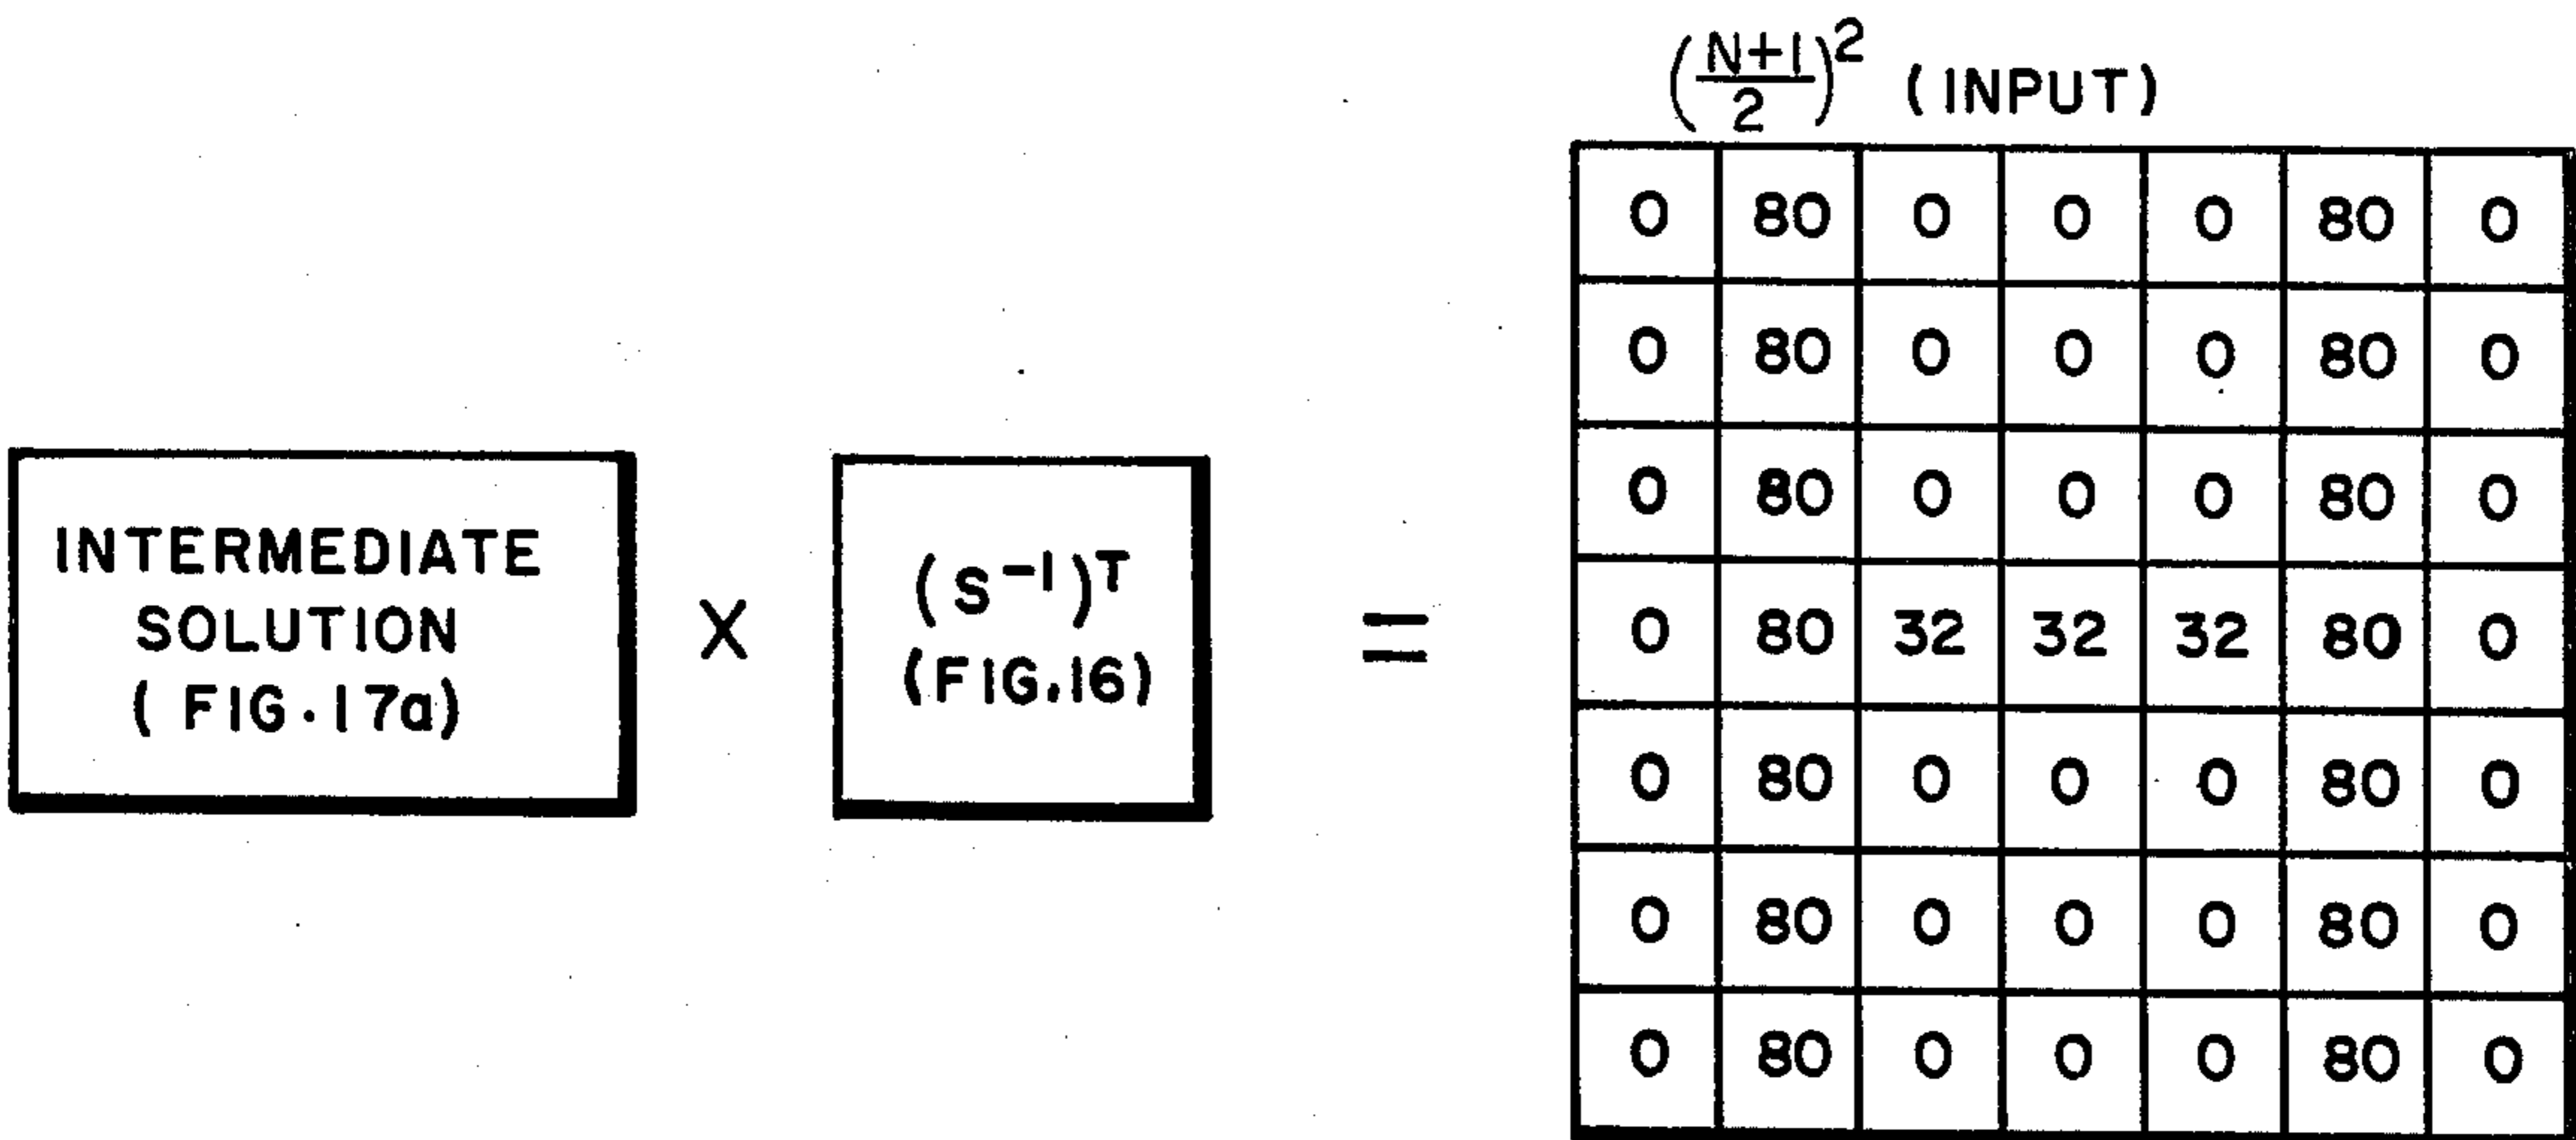 ((N+1)/2)² (INPUT)
0 80 0 0 0 80 0
0 80 0 0 0 80 0
0 80 0 0 0 80 0
0 80 32 32 32 80 0
0 80 0 0 0 80 0
0 80 0 0 0 80 0
0 80 0 0 0 80 0
INTERMEDIATE
SOLUTION
( FIG. 17a)
X
(S⁻¹)ᵀ
(FIG.16)
=